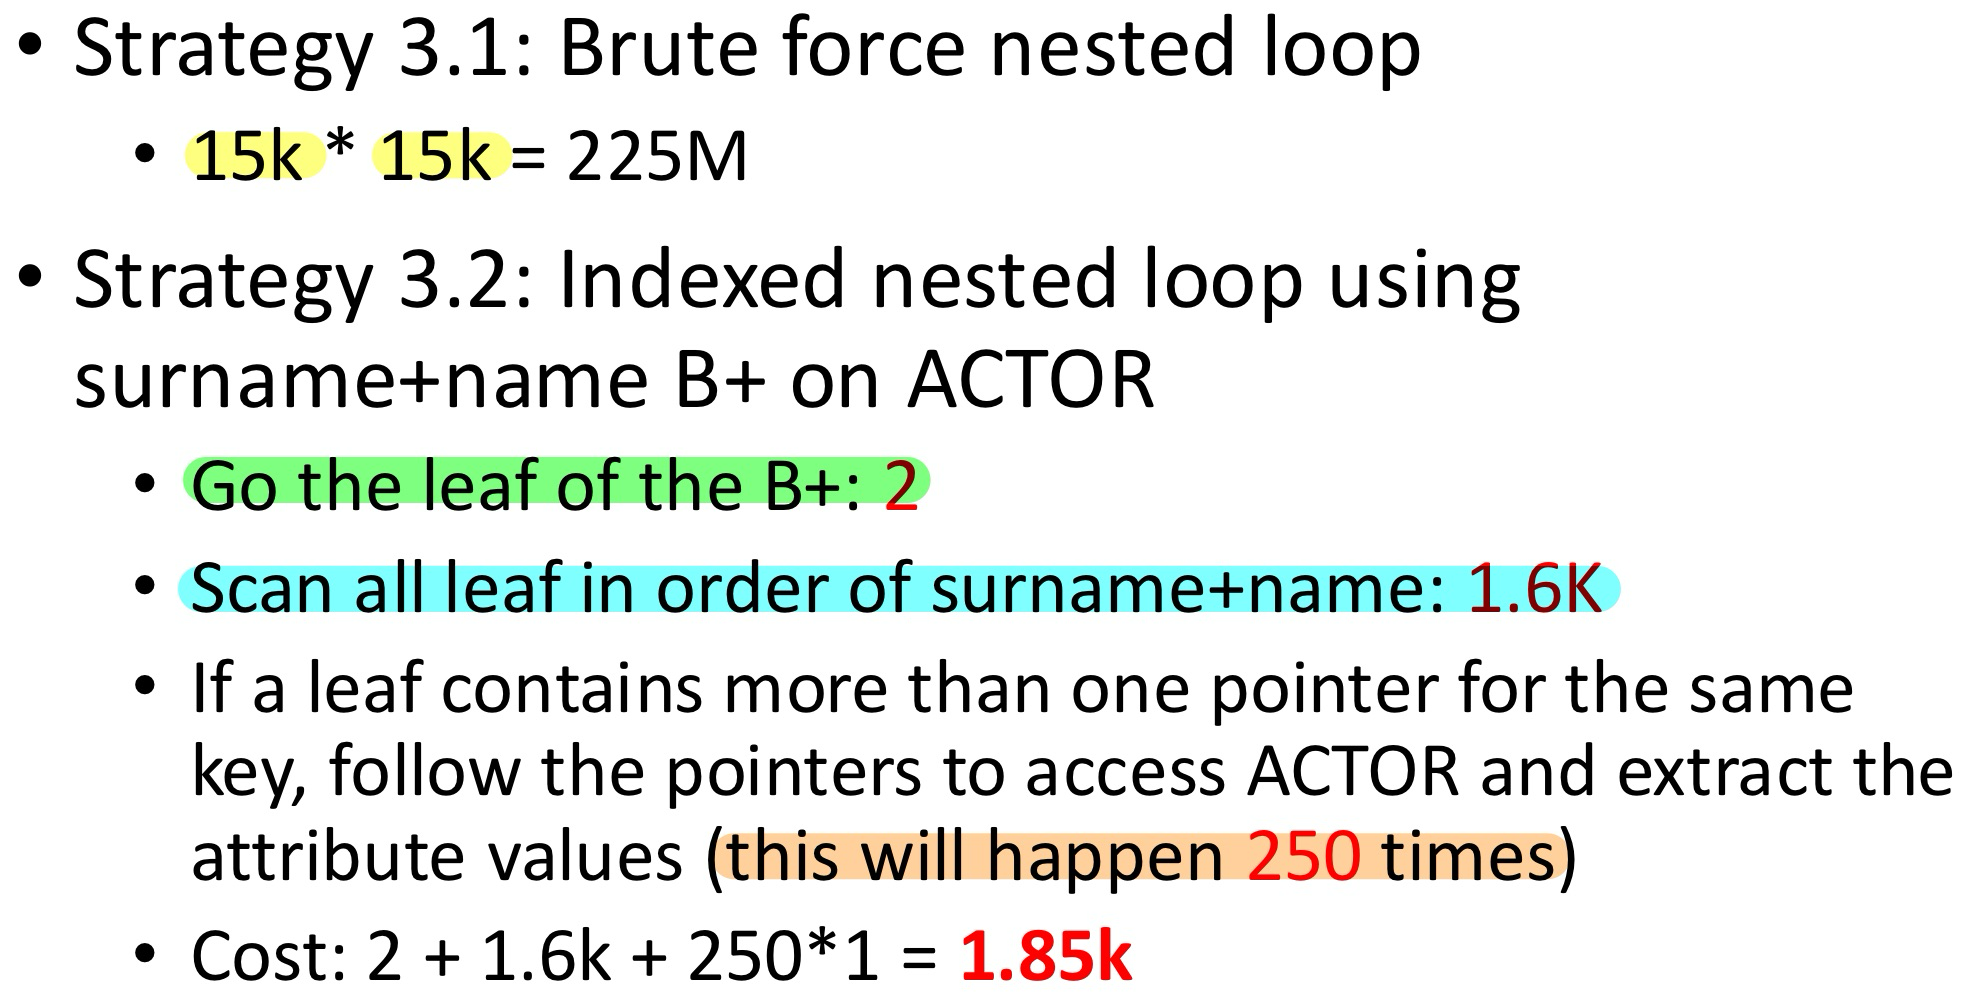 • Strategy 3.1: Brute force nested loop
• 15k * 15k = 225M
• Strategy 3.2: Indexed nested loop using
surname+name B+ on ACTOR
• Go the leaf of the B+: 2
• Scan all leaf in order of surname+name: 1.6K
• If a leaf contains more than one pointer for the same
key, follow the pointers to access ACTOR and extract the
attribute values (this will happen 250 times)
• Cost: 2 + 1.6k + 250*1 = 1.85k